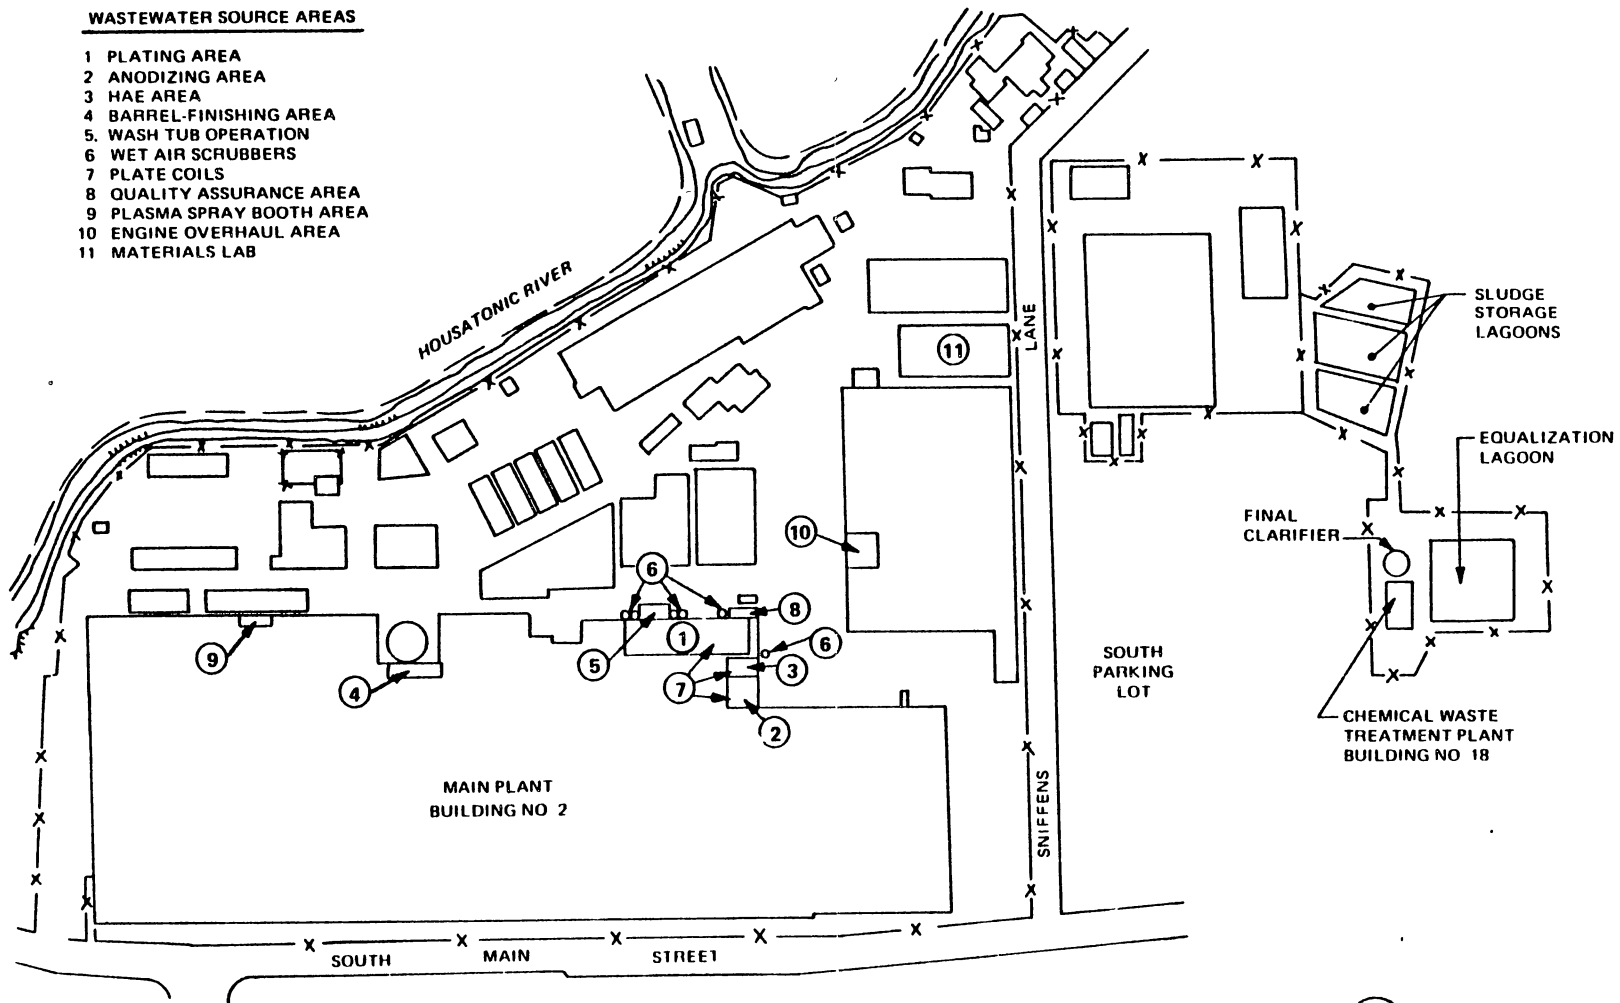 WASTEWATER SOURCE AREAS
1 PLATING AREA
2 ANODIZING AREA
3 HAE AREA
4 BARREL-FINISHING AREA
5. WASH TUB OPERATION
6 WET AIR SCRUBBERS
7 PLATE COILS
8 QUALITY ASSURANCE AREA
9 PLASMA SPRAY BOOTH AREA
10 ENGINE OVERHAUL AREA
11 MATERIALS LAB
HOUSATONIC RIVER
SLUDGE
STORAGE
LAGOONS
LANE
11
EQUALIZATION
LAGOON
FINAL
CLARIFIER
10
6
8
1
6
9
5
3
4
7
2
SOUTH
PARKING
LOT
CHEMICAL WASTE
TREATMENT PLANT
BUILDING NO 18
MAIN PLANT
BUILDING NO 2
SNIFFENS
SOUTH MAIN STREET